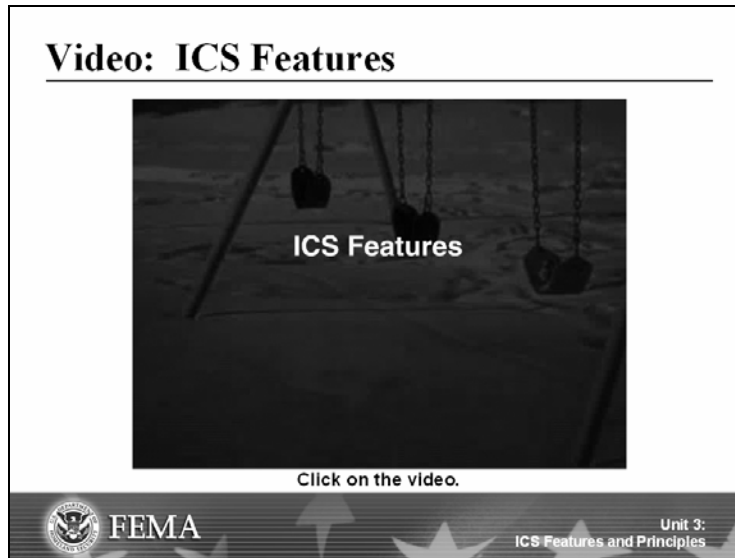 Video: ICS Features
ICS Features
Click on the video.
FEMA
Unit 3:
ICS Features and Principles